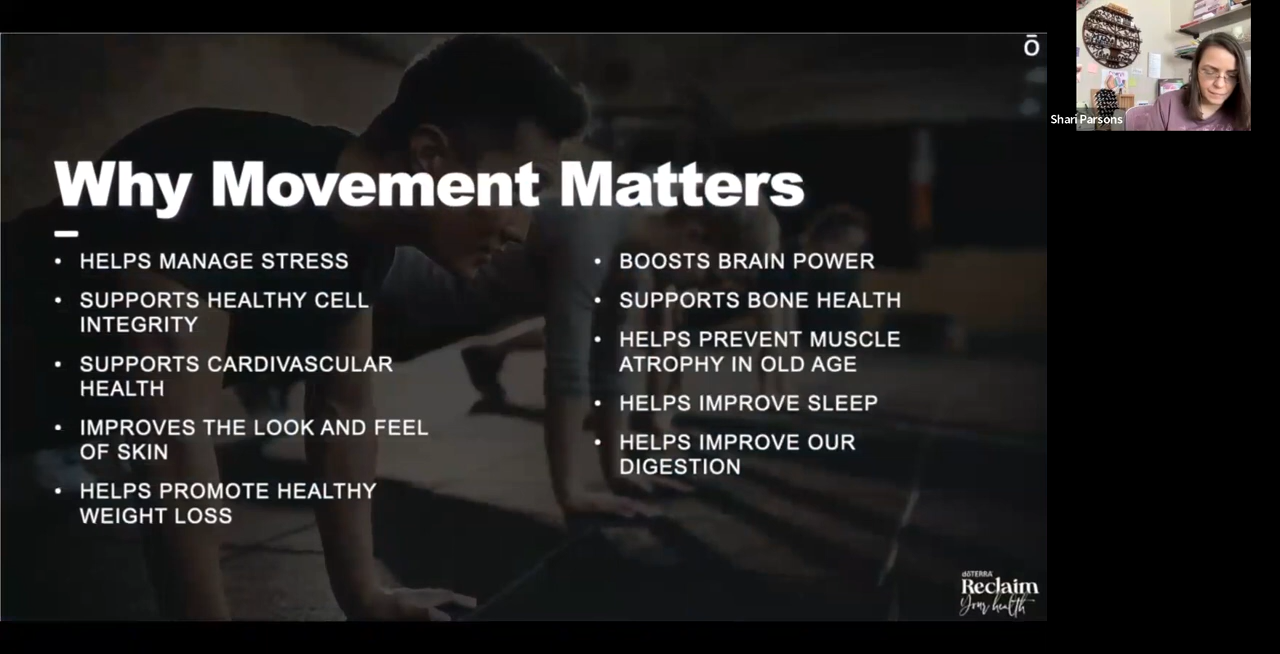 ō
Shari Parsons
Why Movement Matters
• HELPS MANAGE STRESS
• SUPPORTS HEALTHY CELL
INTEGRITY
• SUPPORTS CARDIVASCULAR
HEALTH
• IMPROVES THE LOOK AND FEEL
OF SKIN
• HELPS PROMOTE HEALTHY
WEIGHT LOSS
• BOOSTS BRAIN POWER
• SUPPORTS BONE HEALTH
• HELPS PREVENT MUSCLE
ATROPHY IN OLD AGE
• HELPS IMPROVE SLEEP
• HELPS IMPROVE OUR
DIGESTION
dōTERRA
Reclaim
Your health